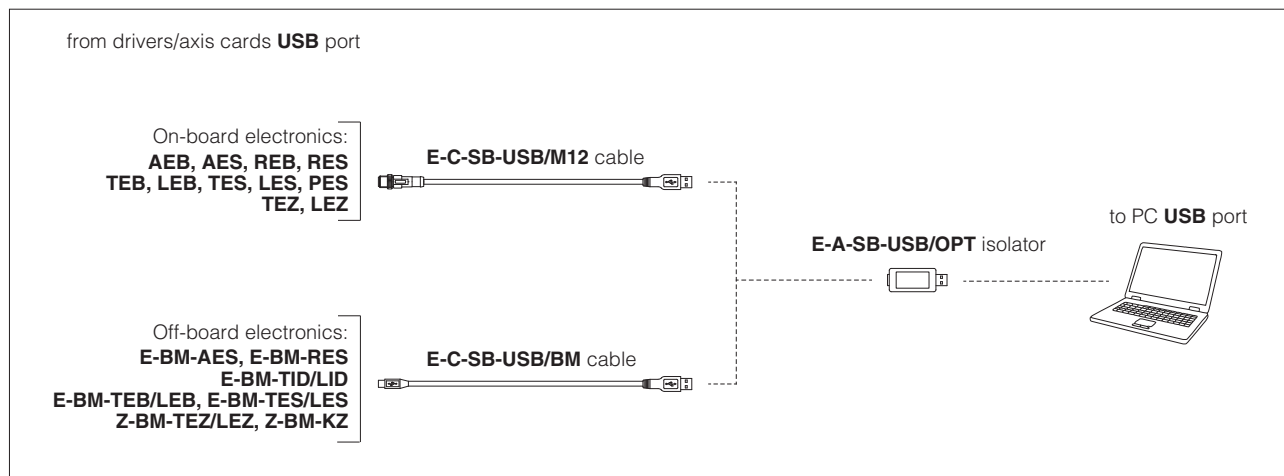 from drivers/axis cards USB port
On-board electronics:
AEB, AES, REB, RES
TEB, LEB, TES, LES, PES
TEZ, LEZ
E-C-SB-USB/M12 cable
E-A-SB-USB/OPT isolator
to PC USB port
Off-board electronics:
E-BM-AES, E-BM-RES
E-BM-TID/LID
E-BM-TEB/LEB, E-BM-TES/LES
Z-BM-TEZ/LEZ, Z-BM-KZ
E-C-SB-USB/BM cable